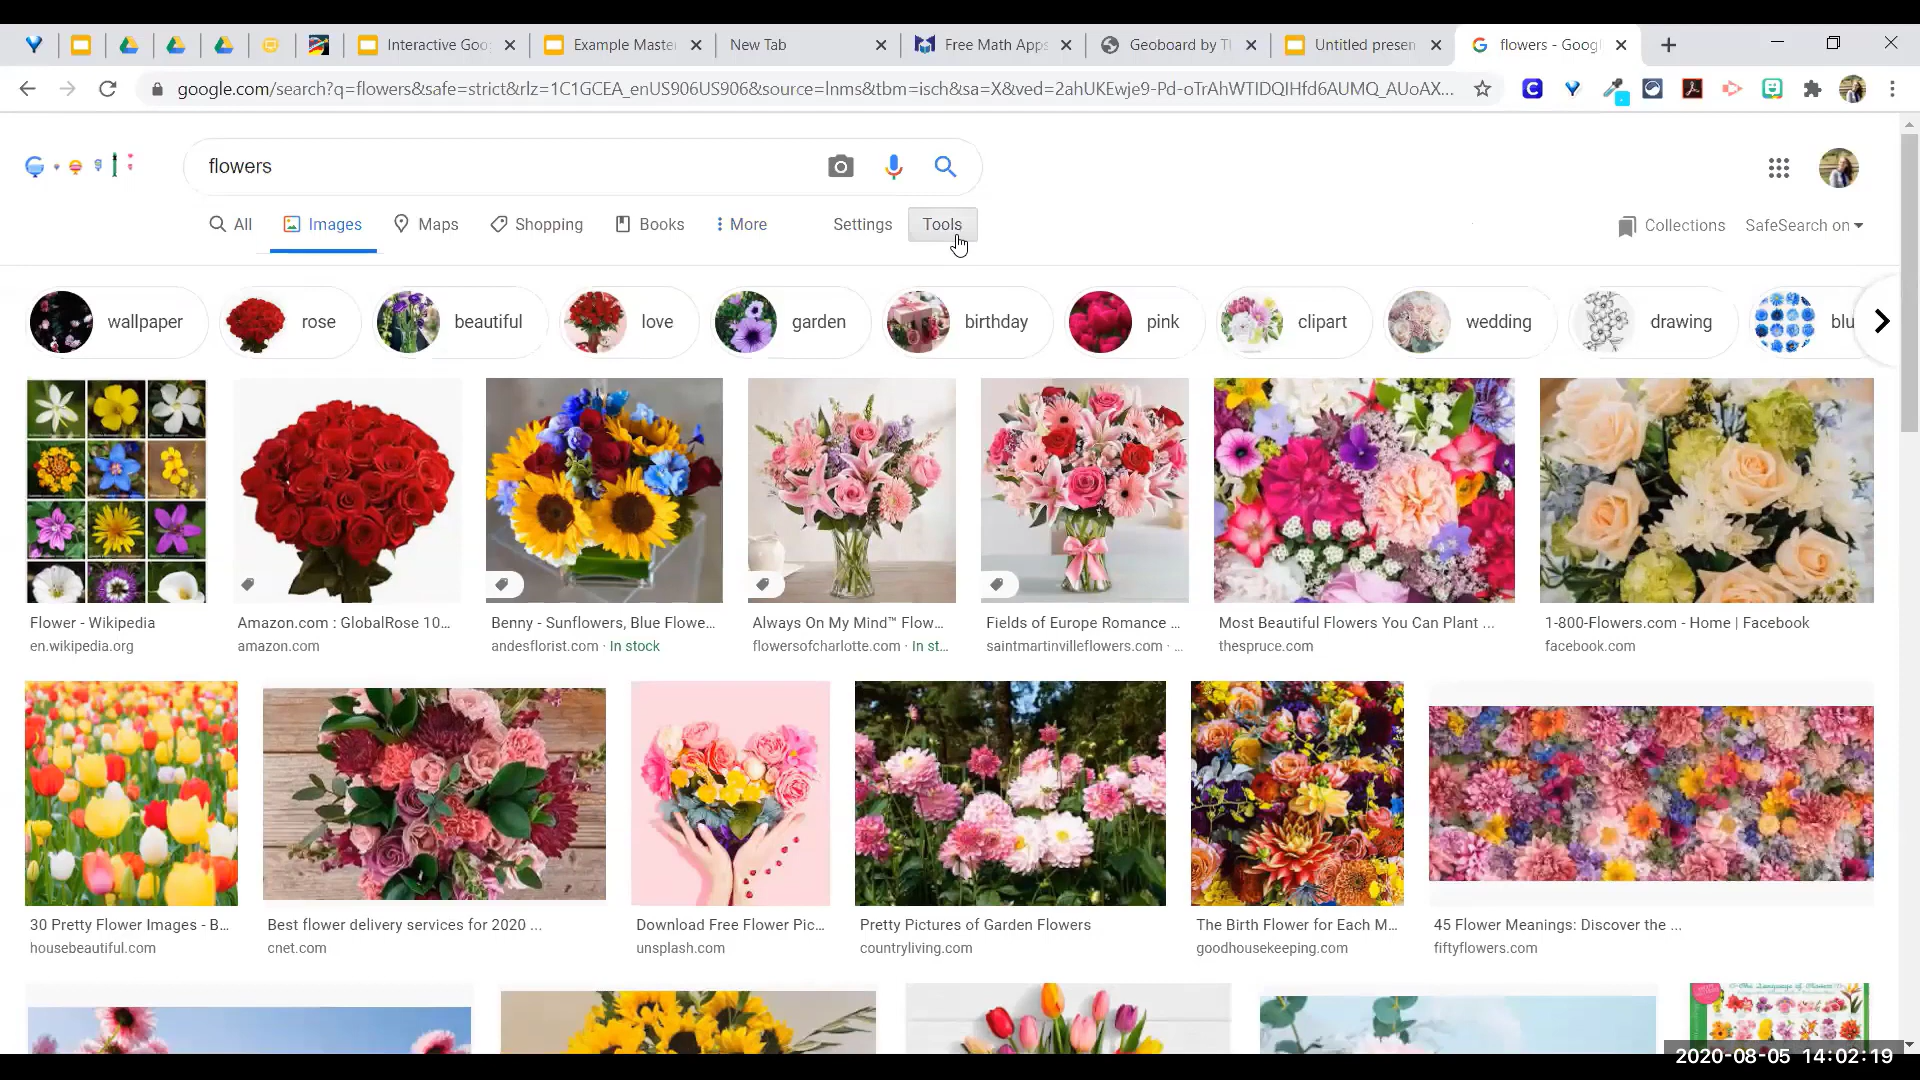 Interactive Goo
Example Maste
New Tab
Free Math Apps
Geoboard by T
Untitled presen
flowers - Goog
google.com/search?q=flowers&safe=strict&rlz=1C1GCEA_enUS906US906&source=lnms&tbm=isch&sa=X&ved=2ahUKEwje9-Pd-oTrAhWTIDQIHfd6AUMQ_AUoAX...
flowers
All
Images
Maps
Shopping
Books
More
Settings
Tools
Collections
SafeSearch on
wallpaper
rose
beautiful
love
garden
birthday
pink
clipart
wedding
drawing
blu
Flower - Wikipedia
en.wikipedia.org
Amazon.com : GlobalRose 10...
amazon.com
Benny - Sunflowers, Blue Flowe...
andesflorist.com · In stock
Always On My Mind™ Flow...
flowersofcharlotte.com · In st...
Fields of Europe Romance ...
saintmartinvilleflowers.com · ...
Most Beautiful Flowers You Can Plant ...
thespruce.com
1-800-Flowers.com - Home | Facebook
facebook.com
30 Pretty Flower Images - B...
housebeautiful.com
Best flower delivery services for 2020 ...
cnet.com
Download Free Flower Pic...
unsplash.com
Pretty Pictures of Garden Flowers
countryliving.com
The Birth Flower for Each M...
goodhousekeeping.com
45 Flower Meanings: Discover the ...
fiftyflowers.com
The Language of Flowers
2020-08-05 14:02:19